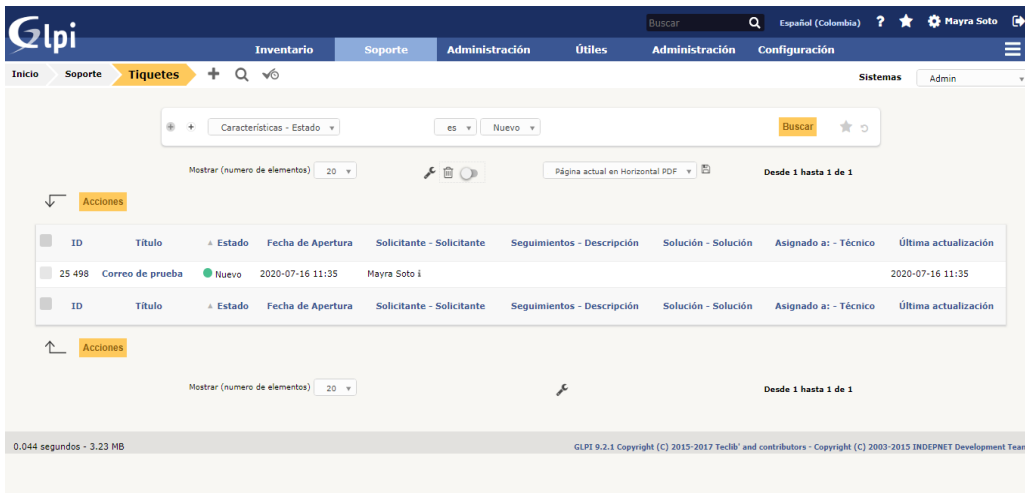 Glpi
Buscar Español (Colombia) ? Mayra Soto
Inventario Soporte Administración Útiles Administración Configuración
Inicio Soporte Tiquetes Sistemas Admin
Características - Estado es Nuevo Buscar
Mostrar (numero de elementos) 20 Página actual en Horizontal PDF Desde 1 hasta 1 de 1
Acciones
ID Título Estado Fecha de Apertura Solicitante - Solicitante Seguimientos - Descripción Solución - Solución Asignado a: - Técnico Última actualización
25 498 Correo de prueba Nuevo 2020-07-16 11:35 Mayra Soto i 2020-07-16 11:35
ID Título Estado Fecha de Apertura Solicitante - Solicitante Seguimientos - Descripción Solución - Solución Asignado a: - Técnico Última actualización
Acciones
Mostrar (numero de elementos) 20 Desde 1 hasta 1 de 1
0.044 segundos - 3.23 MB GLPI 9.2.1 Copyright (C) 2015-2017 Teclib' and contributors - Copyright (C) 2003-2015 INDEPNET Development Team